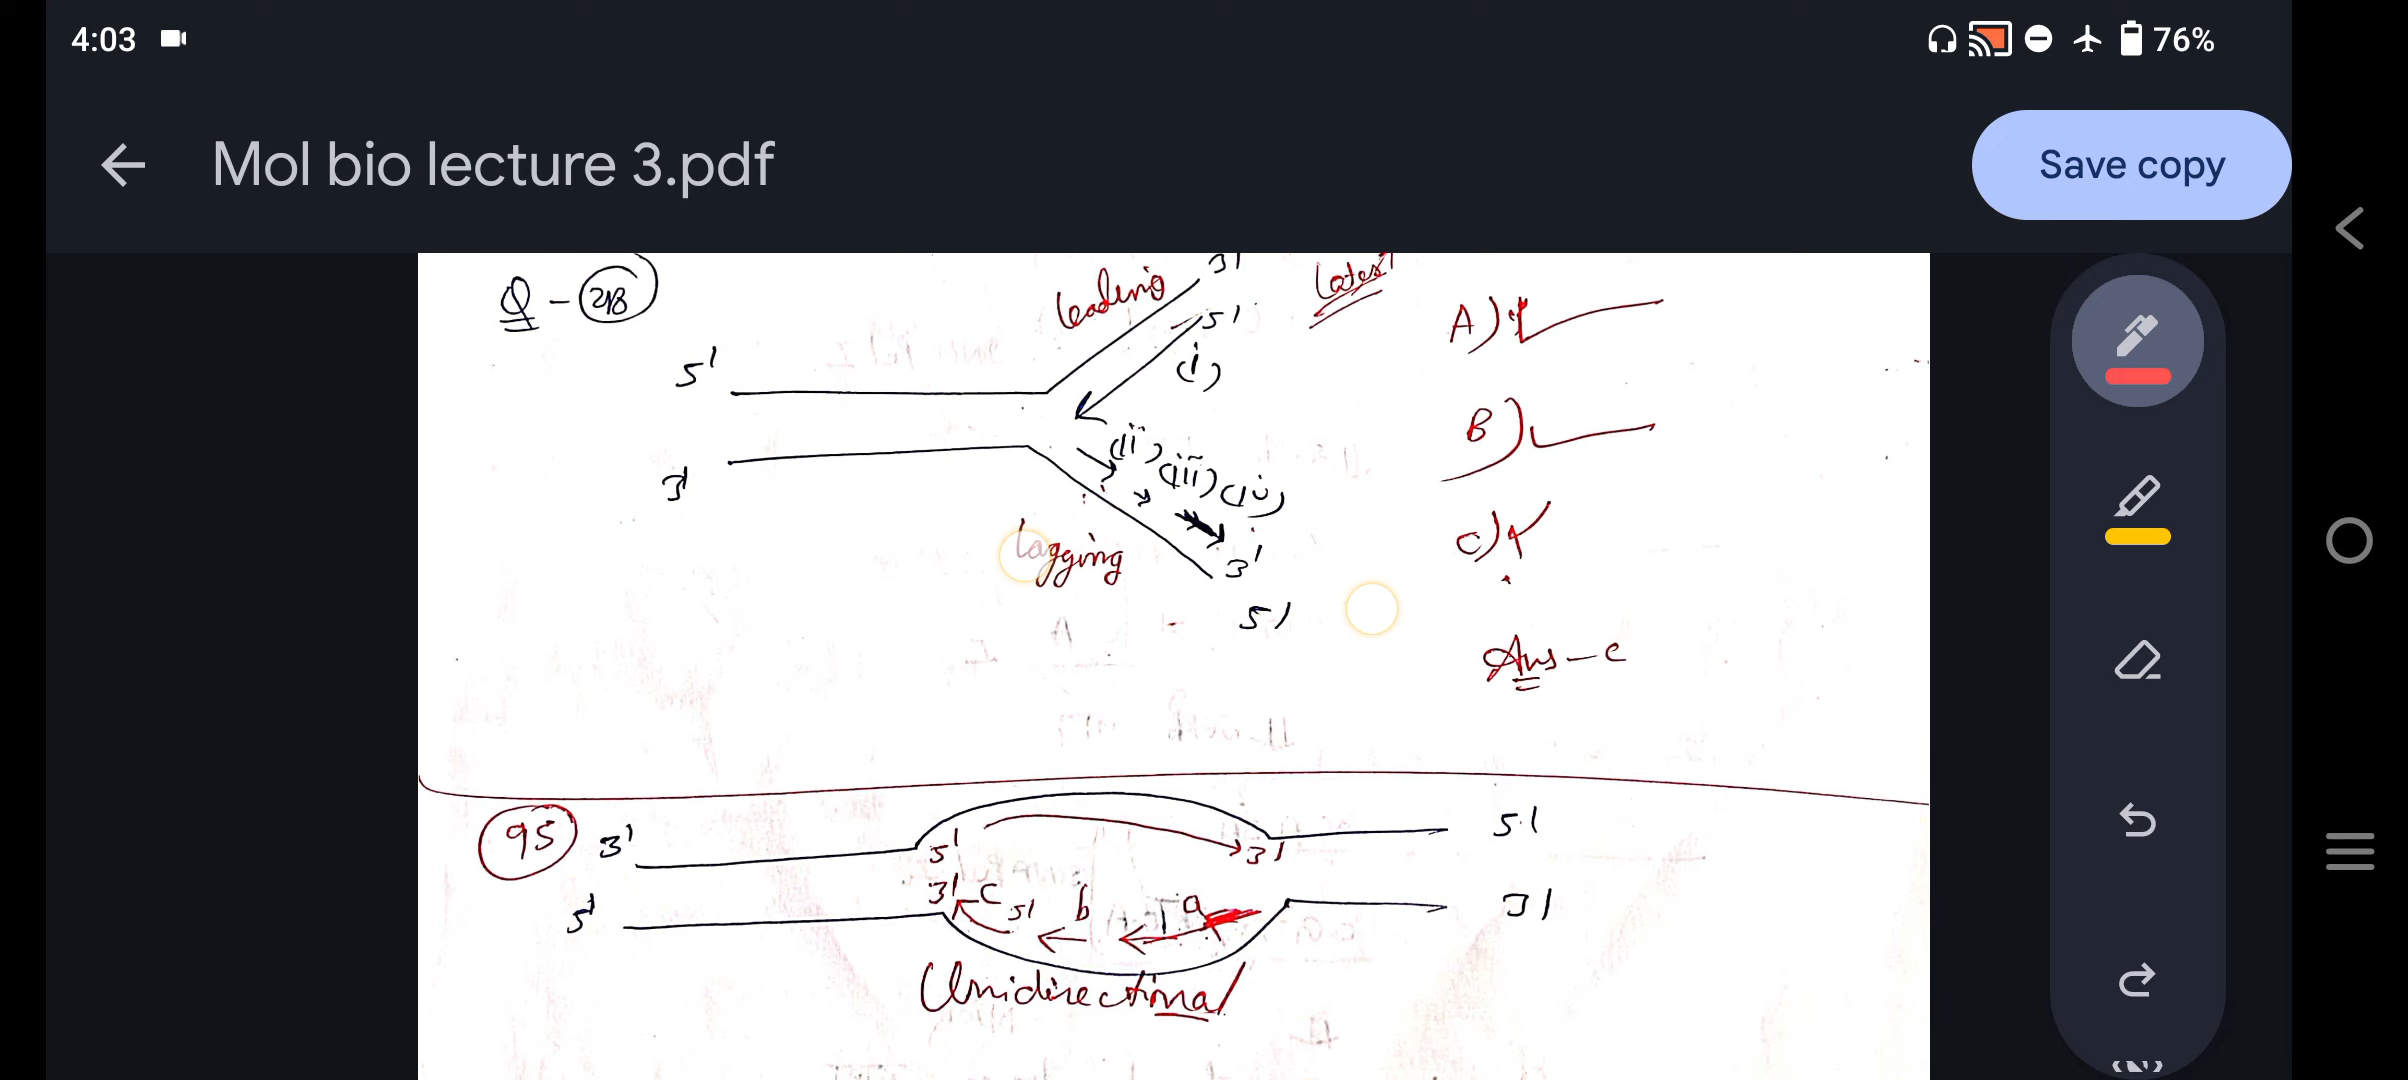 4:03
76%
Mol bio lecture 3.pdf
Save copy
Q - 
leading
3'
Latest
5'
A)
(i)
5'
B)
(ii)
(iii) (iv)
3'
C)
lagging
3'
5'
Ans - c
95
3'
5'
3'
5'
3' c
5'
b
a
5'
3'
Unidirectional